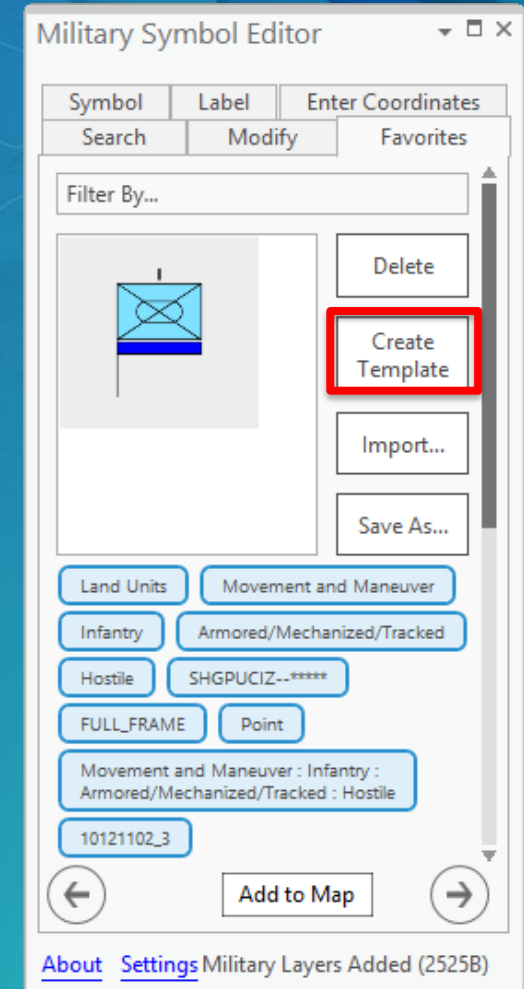 Military Symbol Editor
Symbol Label Enter Coordinates
Search Modify Favorites
Filter By...
Delete
Create
Template
Import...
Save As...
Land Units Movement and Maneuver
Infantry Armored/Mechanized/Tracked
Hostile SHGPUCIZ--*****
FULL_FRAME Point
Movement and Maneuver : Infantry :
Armored/Mechanized/Tracked : Hostile
10121102_3
Add to Map
About Settings Military Layers Added (2525B)